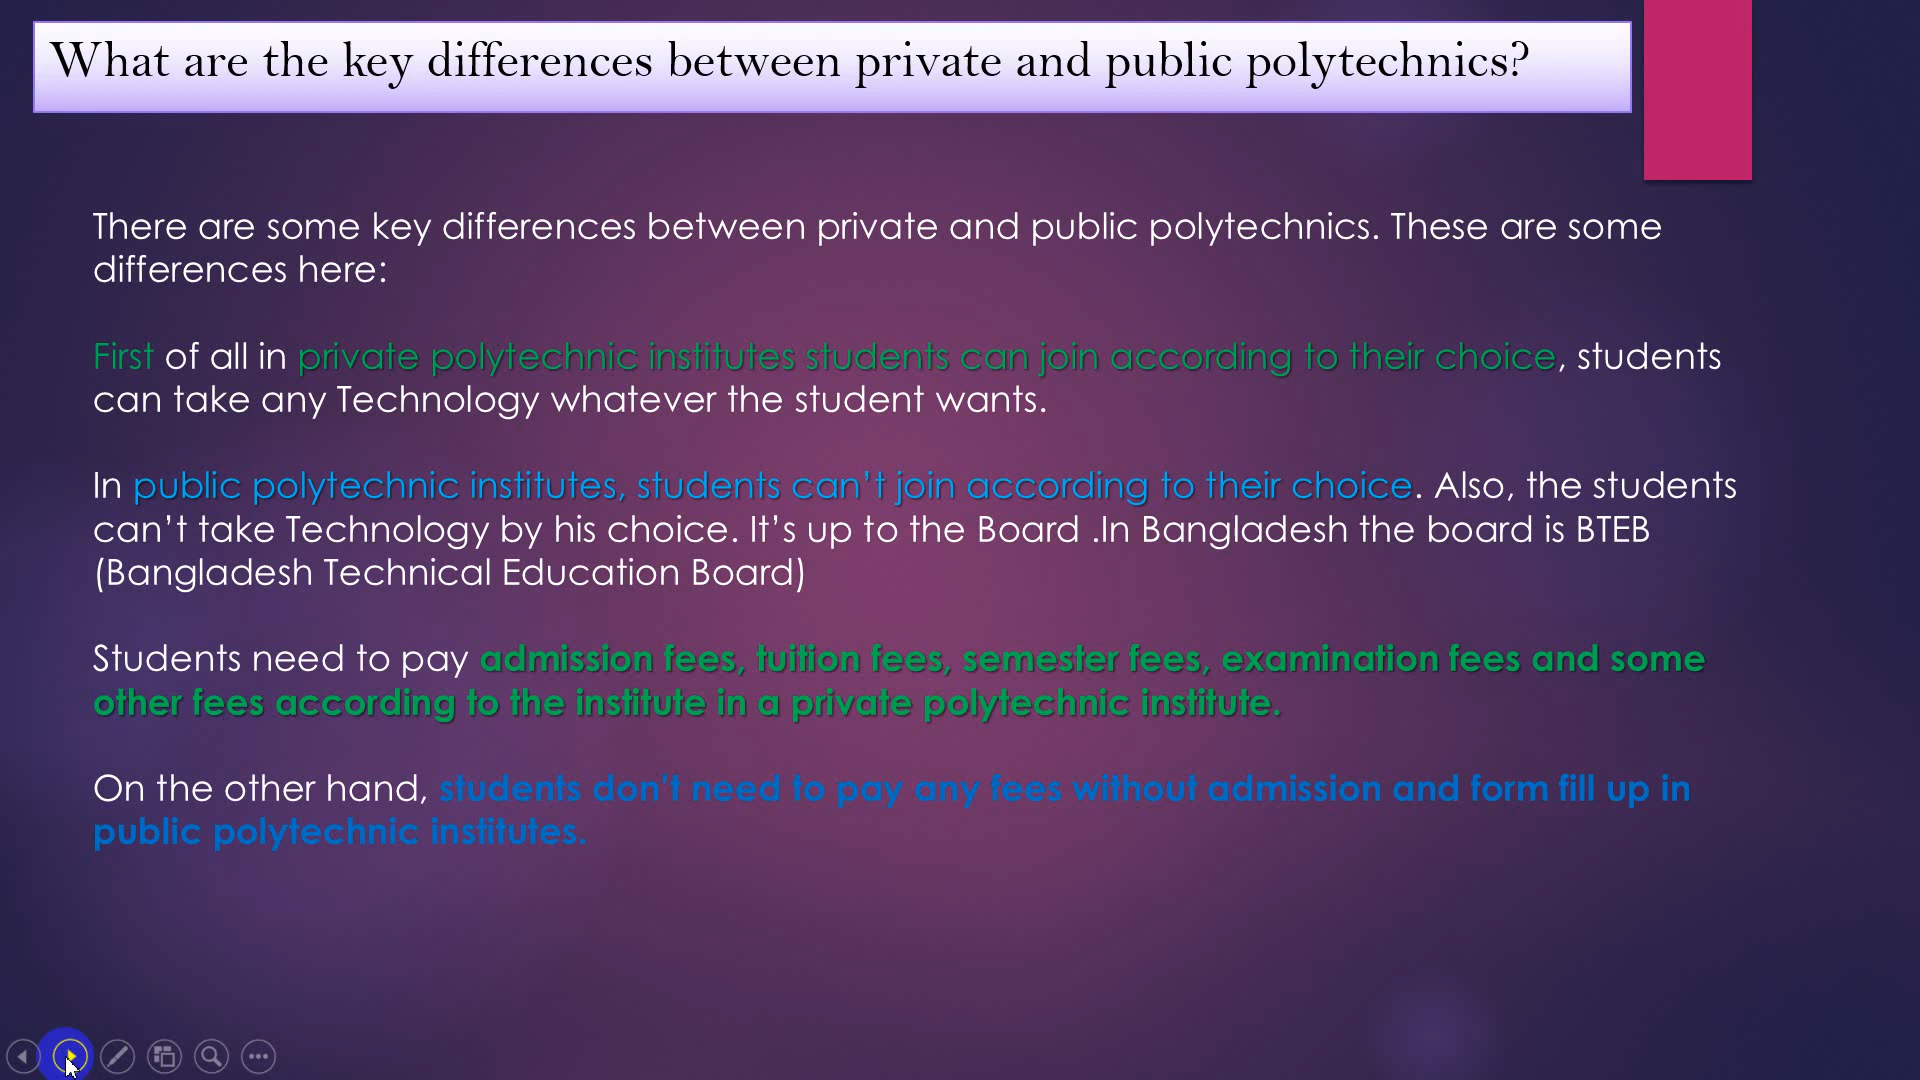 What are the key differences between private and public polytechnics?
There are some key differences between private and public polytechnics. These are some
differences here:
First of all in private polytechnic institutes students can join according to their choice, students
can take any Technology whatever the student wants.
In public polytechnic institutes, students can’t join according to their choice. Also, the students
can’t take Technology by his choice. It’s up to the Board .In Bangladesh the board is BTEB
(Bangladesh Technical Education Board)
Students need to pay admission fees, tuition fees, semester fees, examination fees and some
other fees according to the institute in a private polytechnic institute.
On the other hand, students don’t need to pay any fees without admission and form fill up in
public polytechnic institutes.